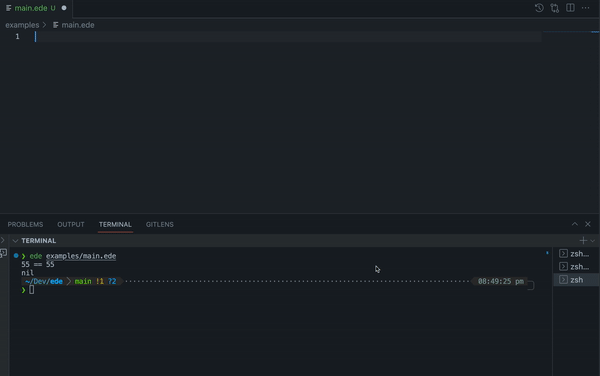 main.ede U
examples > main.ede
1
PROBLEMS OUTPUT TERMINAL GITLENS
TERMINAL
❯ ede examples/main.ede
55 == 55
nil
~/Dev/ede main !1 ?2 08:49:25 pm
❯
zsh...
zsh...
zsh